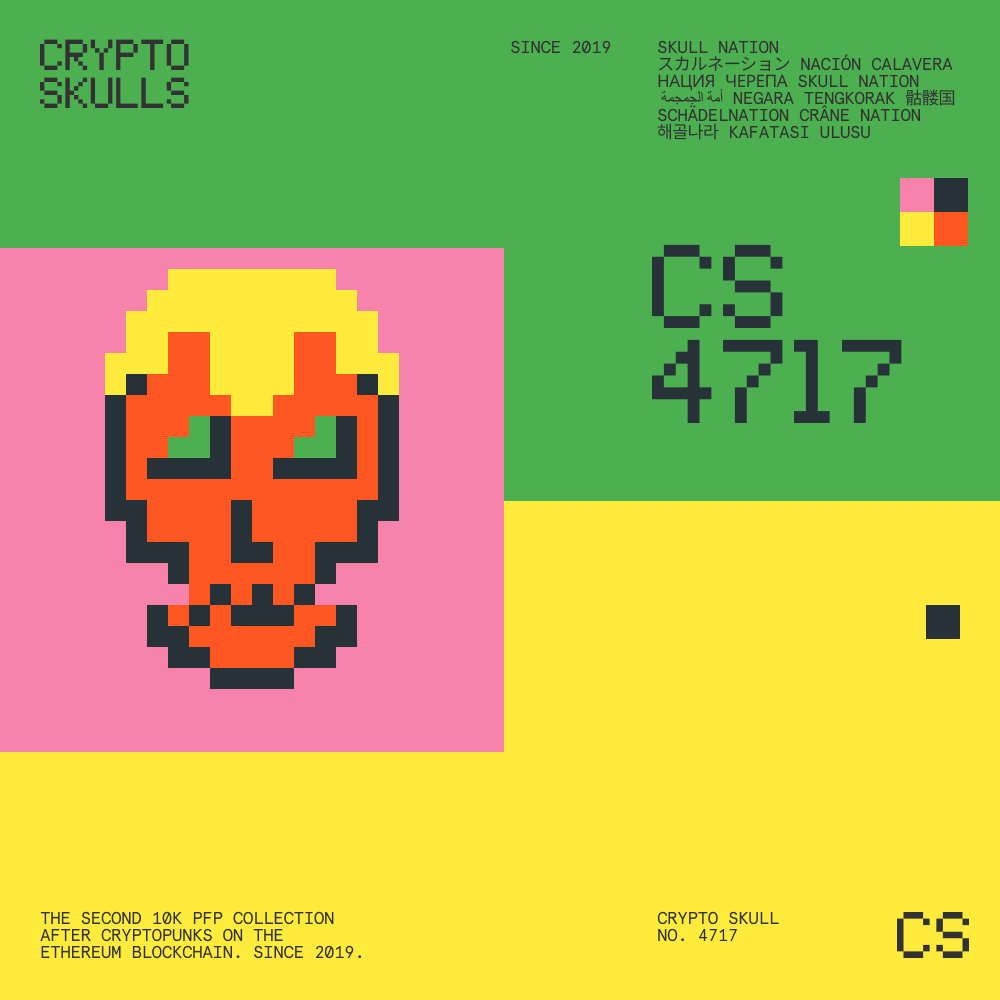 CRYPTO
SKULLS
SINCE 2019
SKULL NATION
スカルネーション NACIÓN CALAVERA
НАЦИЯ ЧЕРЕПА SKULL NATION
أمة الجمجمة NEGARA TENGKORAK 骷髅国
SCHÄDELNATION CRÂNE NATION
해골나라 KAFATASI ULUSU
CS
4717
THE SECOND 10K PFP COLLECTION
AFTER CRYPTOPUNKS ON THE
ETHEREUM BLOCKCHAIN. SINCE 2019.
CRYPTO SKULL
NO. 4717
CS